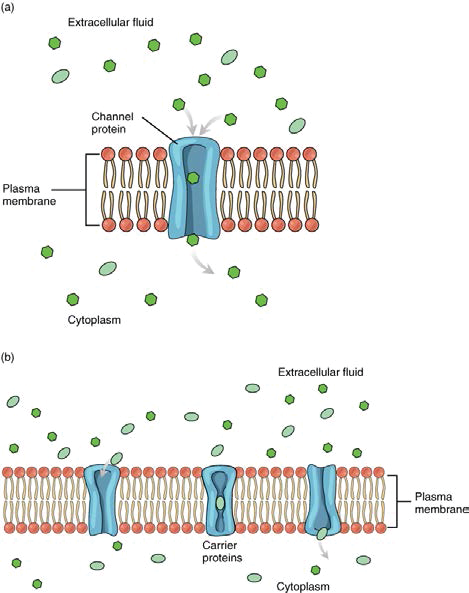 (a)
Extracellular fluid
Channel
protein
Plasma
membrane
Cytoplasm
(b)
Extracellular fluid
Plasma
membrane
Carrier
proteins
Cytoplasm